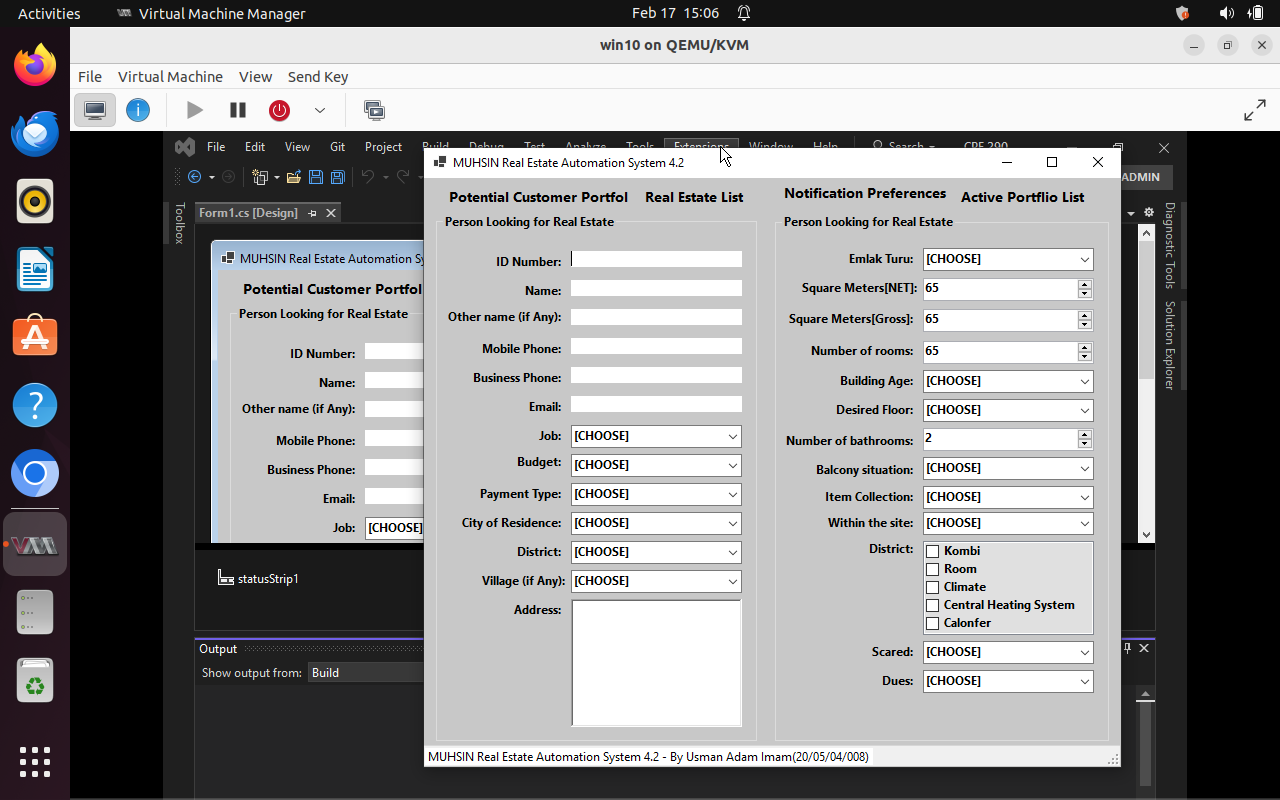 Activities Virtual Machine Manager Feb 17 15:06
win10 on QEMU/KVM
File Virtual Machine View Send Key
File Edit View Git Project Build Debug Test Analyze Tools Extensions Window Help Search CPE 290
MUHSIN Real Estate Automation System 4.2
ADMIN
Toolbox
Form1.cs [Design]
MUHSIN Real Estate Automation Sy
Potential Customer Portfol
Person Looking for Real Estate
ID Number:
Name:
Other name (if Any):
Mobile Phone:
Business Phone:
Email:
Job: [CHOOSE]
statusStrip1
Output
Show output from: Build
Potential Customer Portfol Real Estate List Notification Preferences Active Portflio List
Person Looking for Real Estate
ID Number:
Name:
Other name (if Any):
Mobile Phone:
Business Phone:
Email:
Job: [CHOOSE]
Budget: [CHOOSE]
Payment Type: [CHOOSE]
City of Residence: [CHOOSE]
District: [CHOOSE]
Village (if Any): [CHOOSE]
Address:
Person Looking for Real Estate
Emlak Turu: [CHOOSE]
Square Meters[NET]: 65
Square Meters[Gross]: 65
Number of rooms: 65
Building Age: [CHOOSE]
Desired Floor: [CHOOSE]
Number of bathrooms: 2
Balcony situation: [CHOOSE]
Item Collection: [CHOOSE]
Within the site: [CHOOSE]
District: Kombi
Room
Climate
Central Heating System
Calonfer
Scared: [CHOOSE]
Dues: [CHOOSE]
MUHSIN Real Estate Automation System 4.2 - By Usman Adam Imam(20/05/04/008)
Diagnostic Tools
Solution Explorer